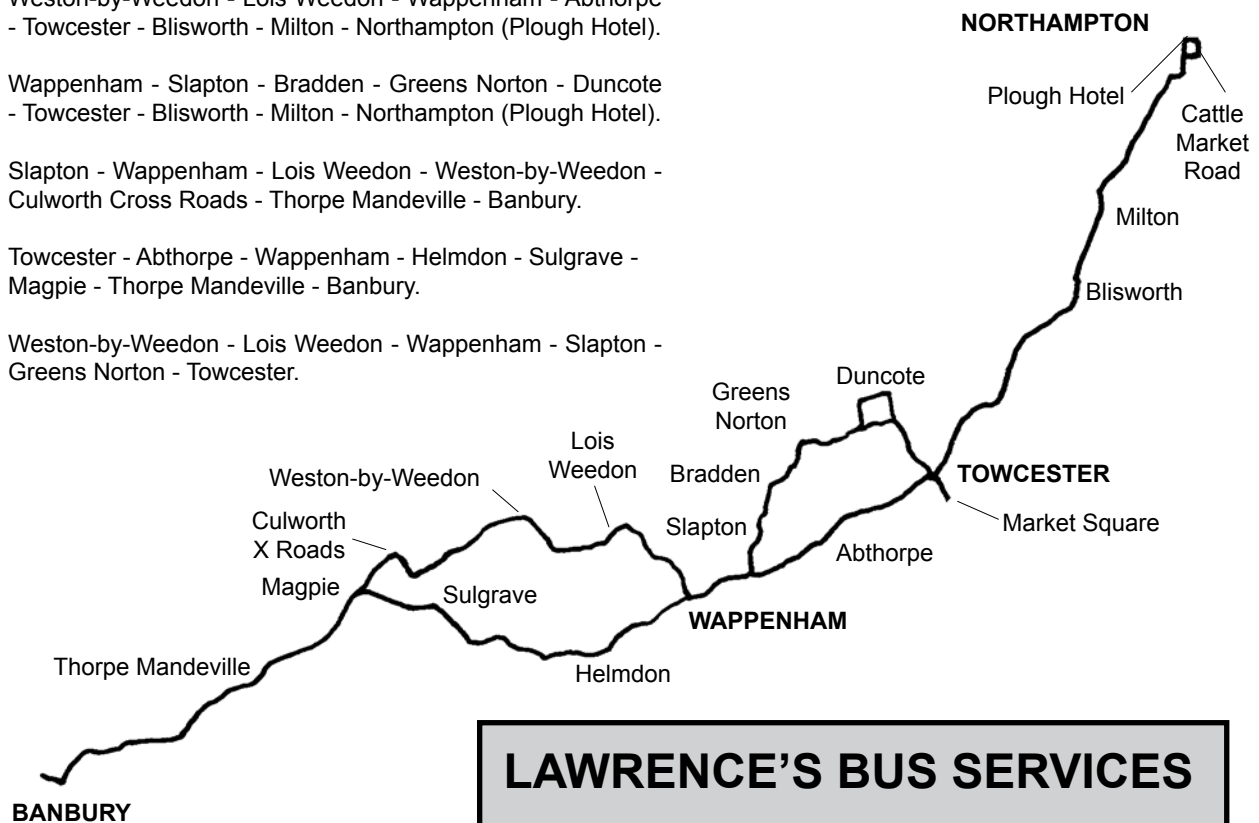 Weston-by-Weedon - Lois Weedon - Wappenham - Abthorpe
- Towcester - Blisworth - Milton - Northampton (Plough Hotel).
Wappenham - Slapton - Bradden - Greens Norton - Duncote
- Towcester - Blisworth - Milton - Northampton (Plough Hotel).
Slapton - Wappenham - Lois Weedon - Weston-by-Weedon -
Culworth Cross Roads - Thorpe Mandeville - Banbury.
Towcester - Abthorpe - Wappenham - Helmdon - Sulgrave -
Magpie - Thorpe Mandeville - Banbury.
Weston-by-Weedon - Lois Weedon - Wappenham - Slapton -
Greens Norton - Towcester.
NORTHAMPTON
Plough Hotel
Cattle
Market
Road
Milton
Blisworth
Duncote
Greens
Norton
Lois
Weedon
Bradden
TOWCESTER
Weston-by-Weedon
Market Square
Culworth
X Roads
Slapton
Abthorpe
Magpie
Sulgrave
WAPPENHAM
Thorpe Mandeville
Helmdon
BANBURY
LAWRENCE'S BUS SERVICES